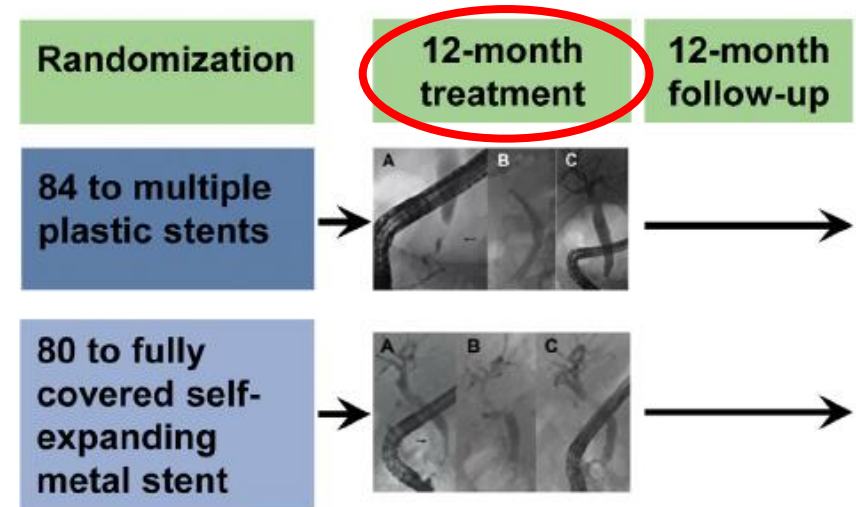 Randomization
12-month
treatment
12-month
follow-up
84 to multiple
plastic stents
A B C
80 to fully
covered self-
expanding
metal stent
A B C